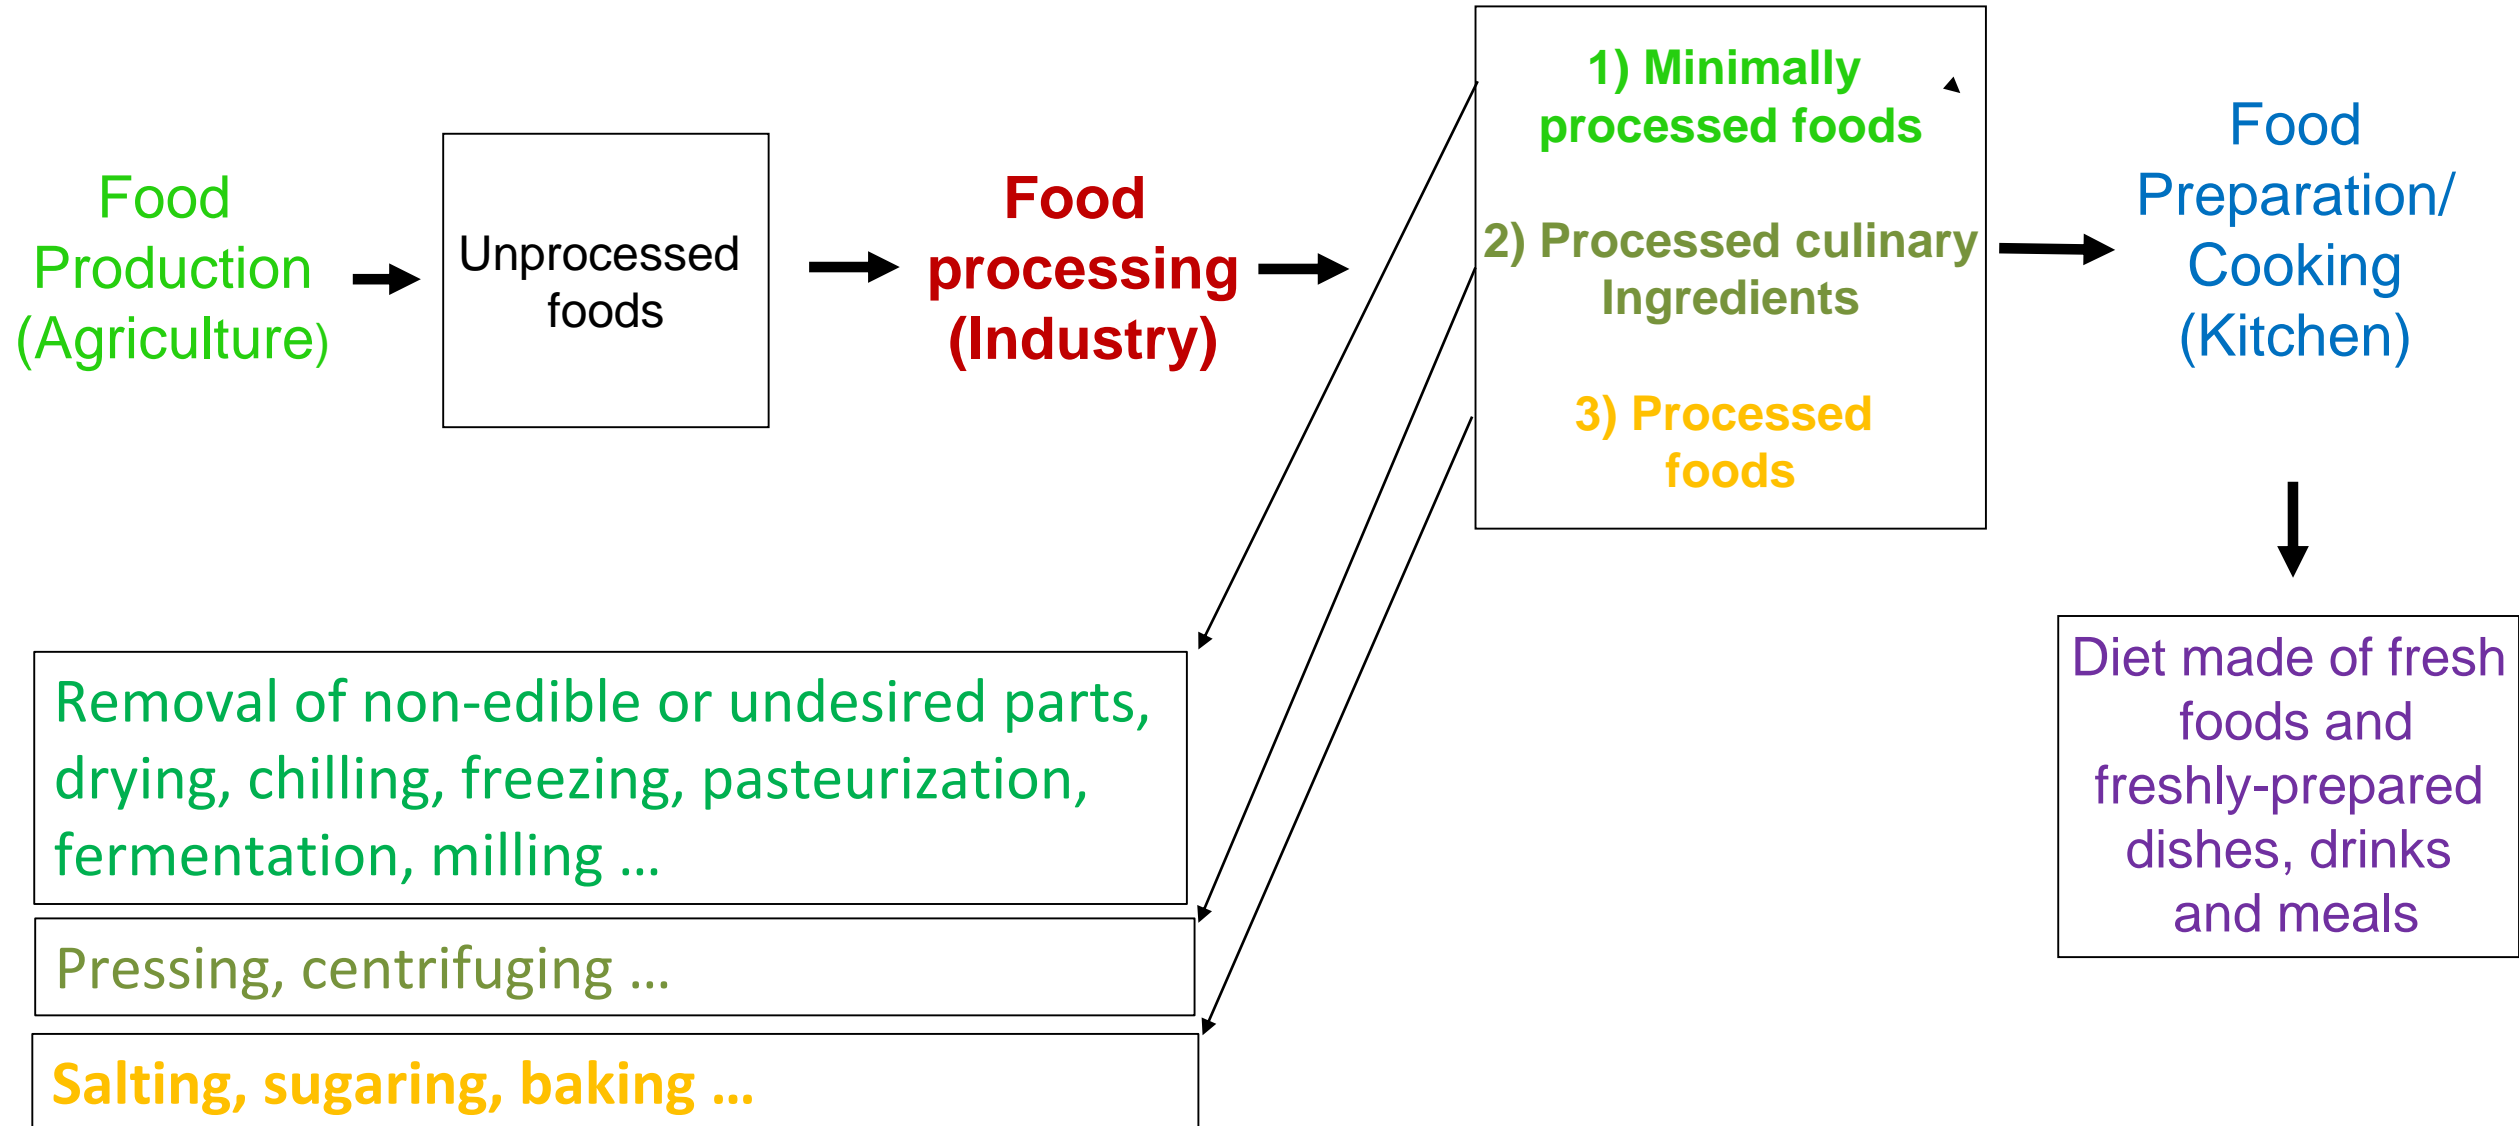 Food
Production
(Agriculture)
Unprocessed
foods
Food
processing
(Industry)
1) Minimally
processed foods
2) Processed culinary
Ingredients
3) Processed
foods
Food
Preparation/
Cooking
(Kitchen)
Diet made of fresh
foods and
freshly-prepared
dishes, drinks
and meals
Removal of non-edible or undesired parts,
drying, chilling, freezing, pasteurization,
fermentation, milling ...
Pressing, centrifuging ...
Salting, sugaring, baking ...